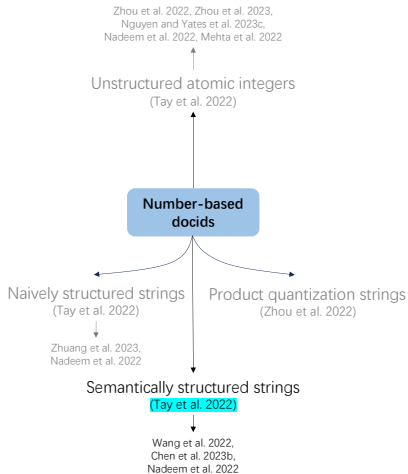 Zhou et al. 2022, Zhou et al. 2023,
Nguyen and Yates et al. 2023c,
Nadeem et al. 2022, Mehta et al. 2022
Unstructured atomic integers
(Tay et al. 2022)
Number-based
docids
Naively structured strings
(Tay et al. 2022)
Product quantization strings
(Zhou et al. 2022)
Zhuang et al. 2023,
Nadeem et al. 2022
Semantically structured strings
(Tay et al. 2022)
Wang et al. 2022,
Chen et al. 2023b,
Nadeem et al. 2022